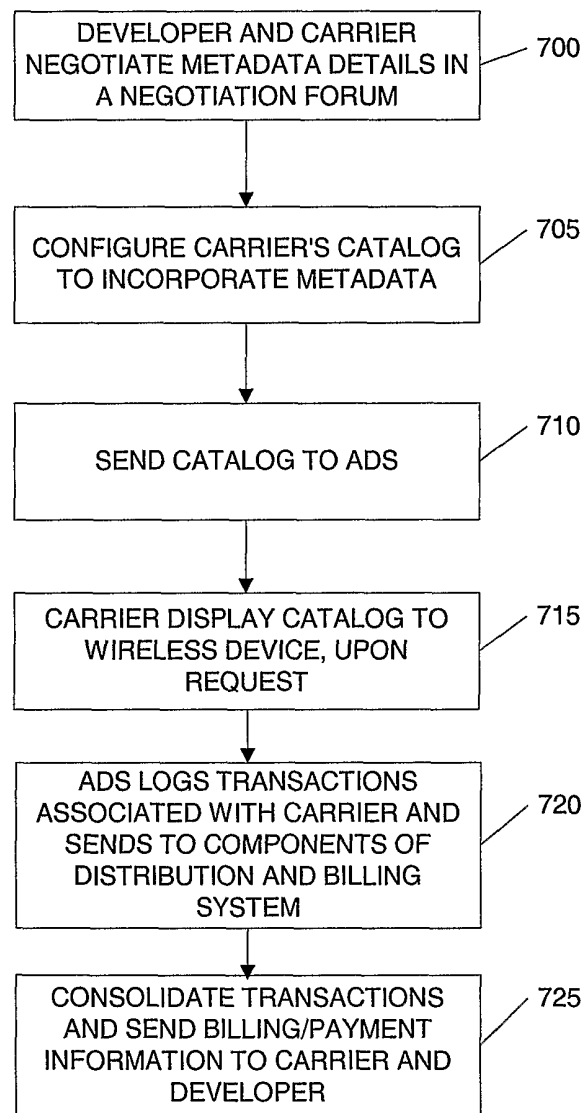 DEVELOPER AND CARRIER
NEGOTIATE METADATA DETAILS IN
A NEGOTIATION FORUM
700
CONFIGURE CARRIER'S CATALOG
TO INCORPORATE METADATA
705
SEND CATALOG TO ADS
710
CARRIER DISPLAY CATALOG TO
WIRELESS DEVICE, UPON
REQUEST
715
ADS LOGS TRANSACTIONS
ASSOCIATED WITH CARRIER AND
SENDS TO COMPONENTS OF
DISTRIBUTION AND BILLING
SYSTEM
720
CONSOLIDATE TRANSACTIONS
AND SEND BILLING/PAYMENT
INFORMATION TO CARRIER AND
DEVELOPER
725